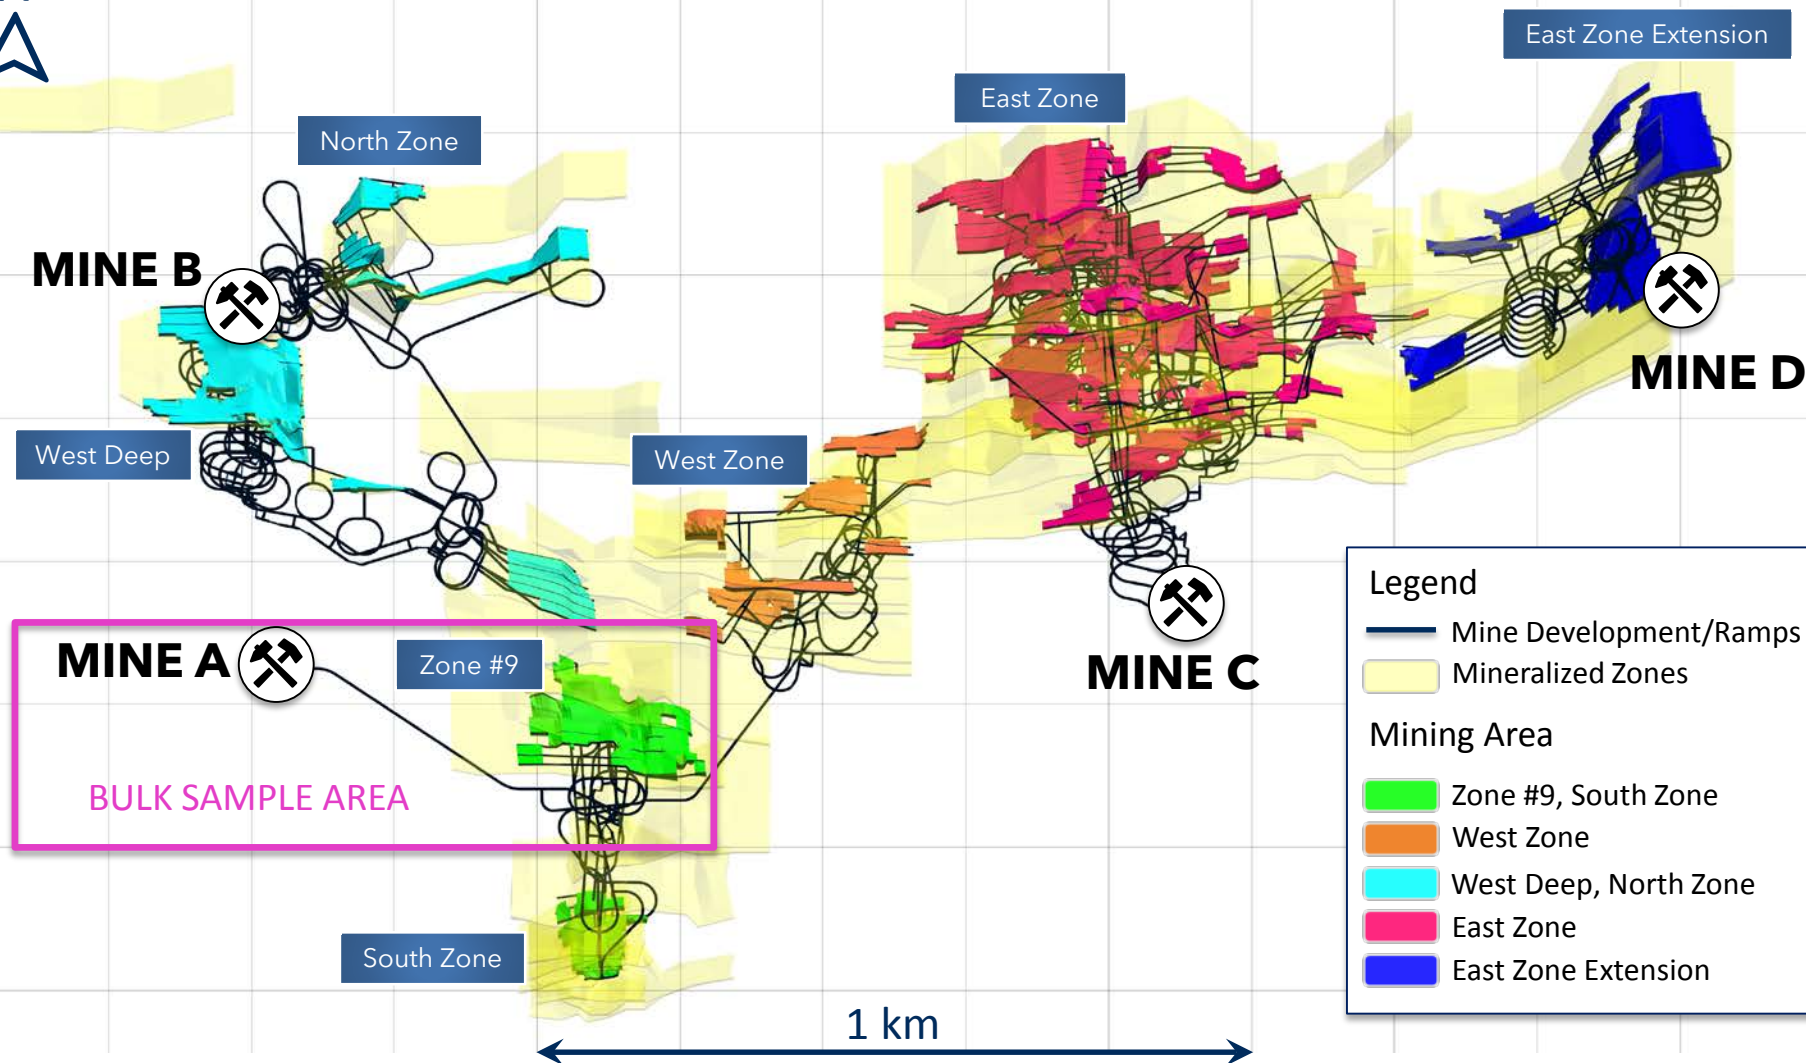 East Zone Extension
East Zone
North Zone
MINE B
MINE D
West Deep
West Zone
Legend
Mine Development/Ramps
Mineralized Zones
Mining Area
Zone #9, South Zone
West Zone
West Deep, North Zone
East Zone
East Zone Extension
MINE A
Zone #9
MINE C
BULK SAMPLE AREA
South Zone
1 km